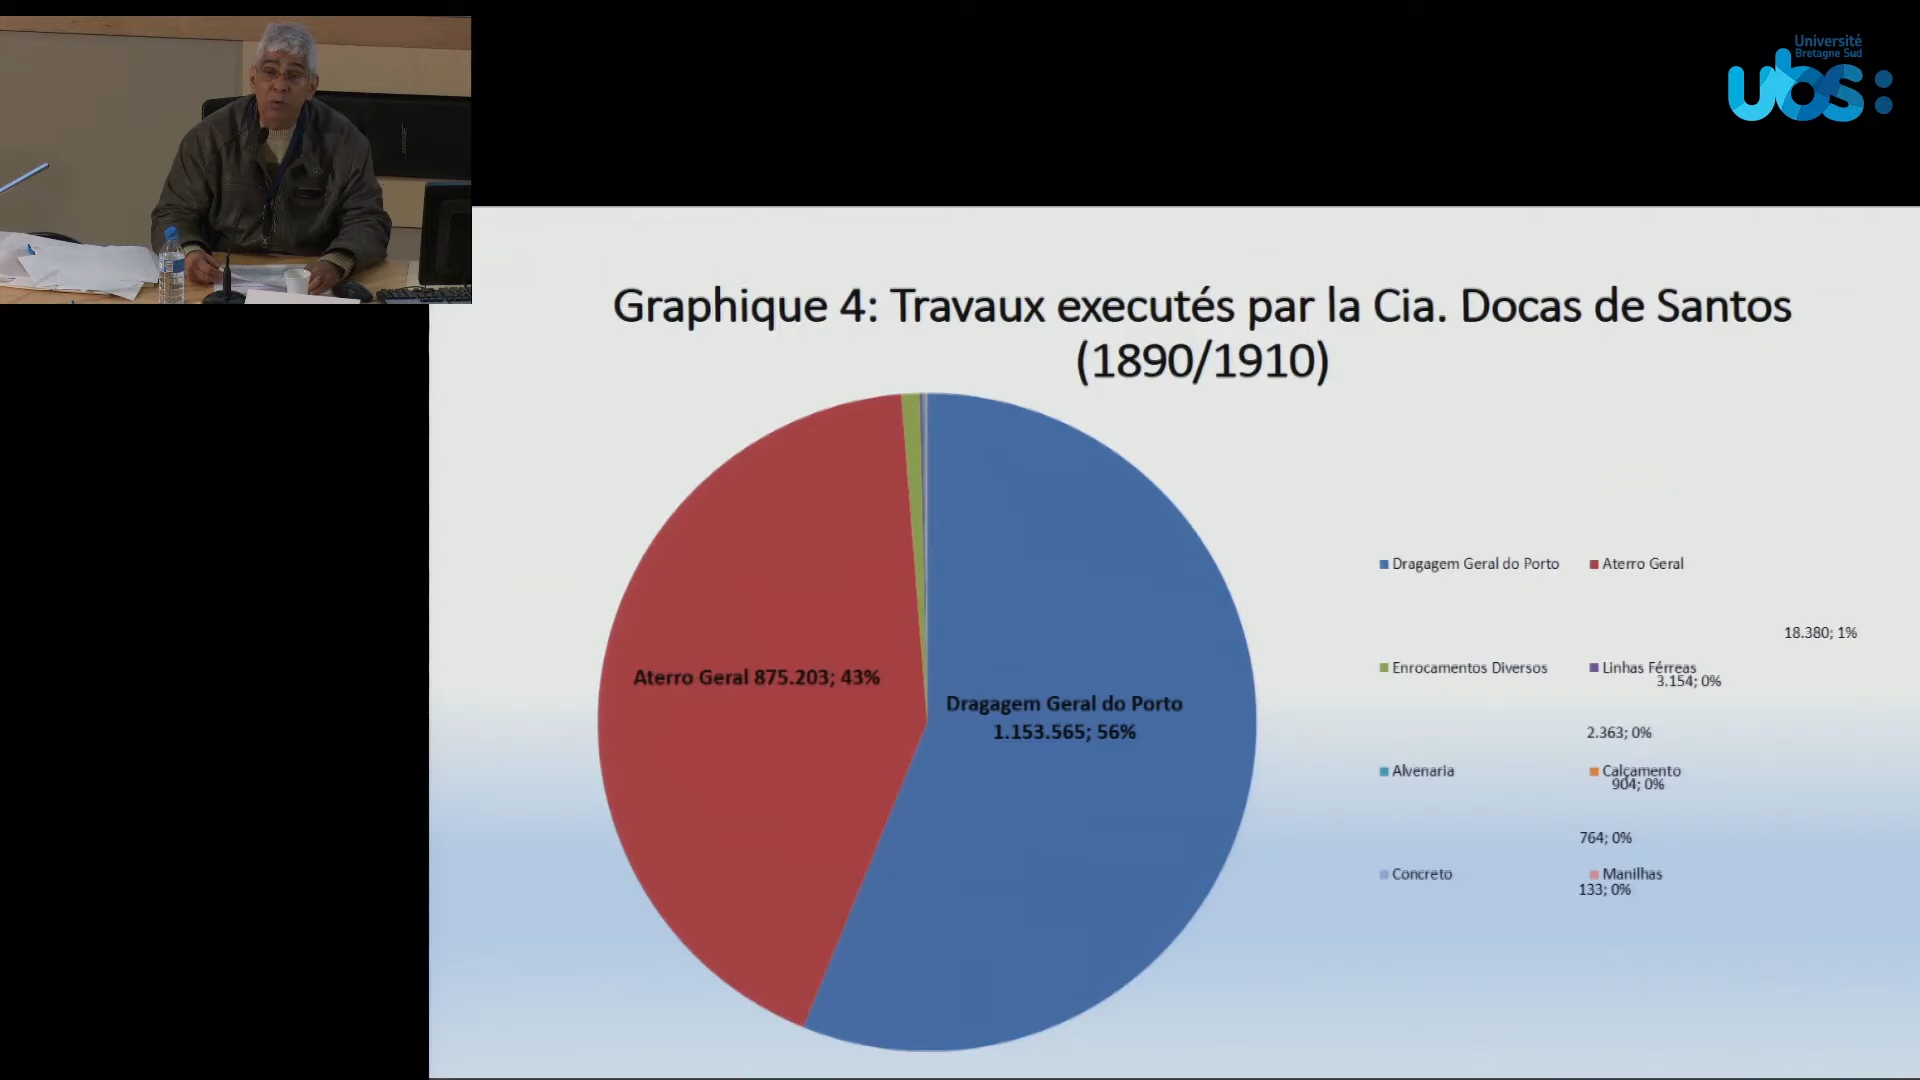 Université
Bretagne Sud
ubs:
Graphique 4: Travaux executés par la Cia. Docas de Santos
(1890/1910)
Aterro Geral 875.203; 43%
Dragagem Geral do Porto
1.153.565; 56%
Dragagem Geral do Porto
Aterro Geral
18.380; 1%
Enrocamentos Diversos
Linhas Férreas
3.154; 0%
2.363; 0%
Alvenaria
Calçamento
904; 0%
764; 0%
Concreto
Manilhas
133; 0%